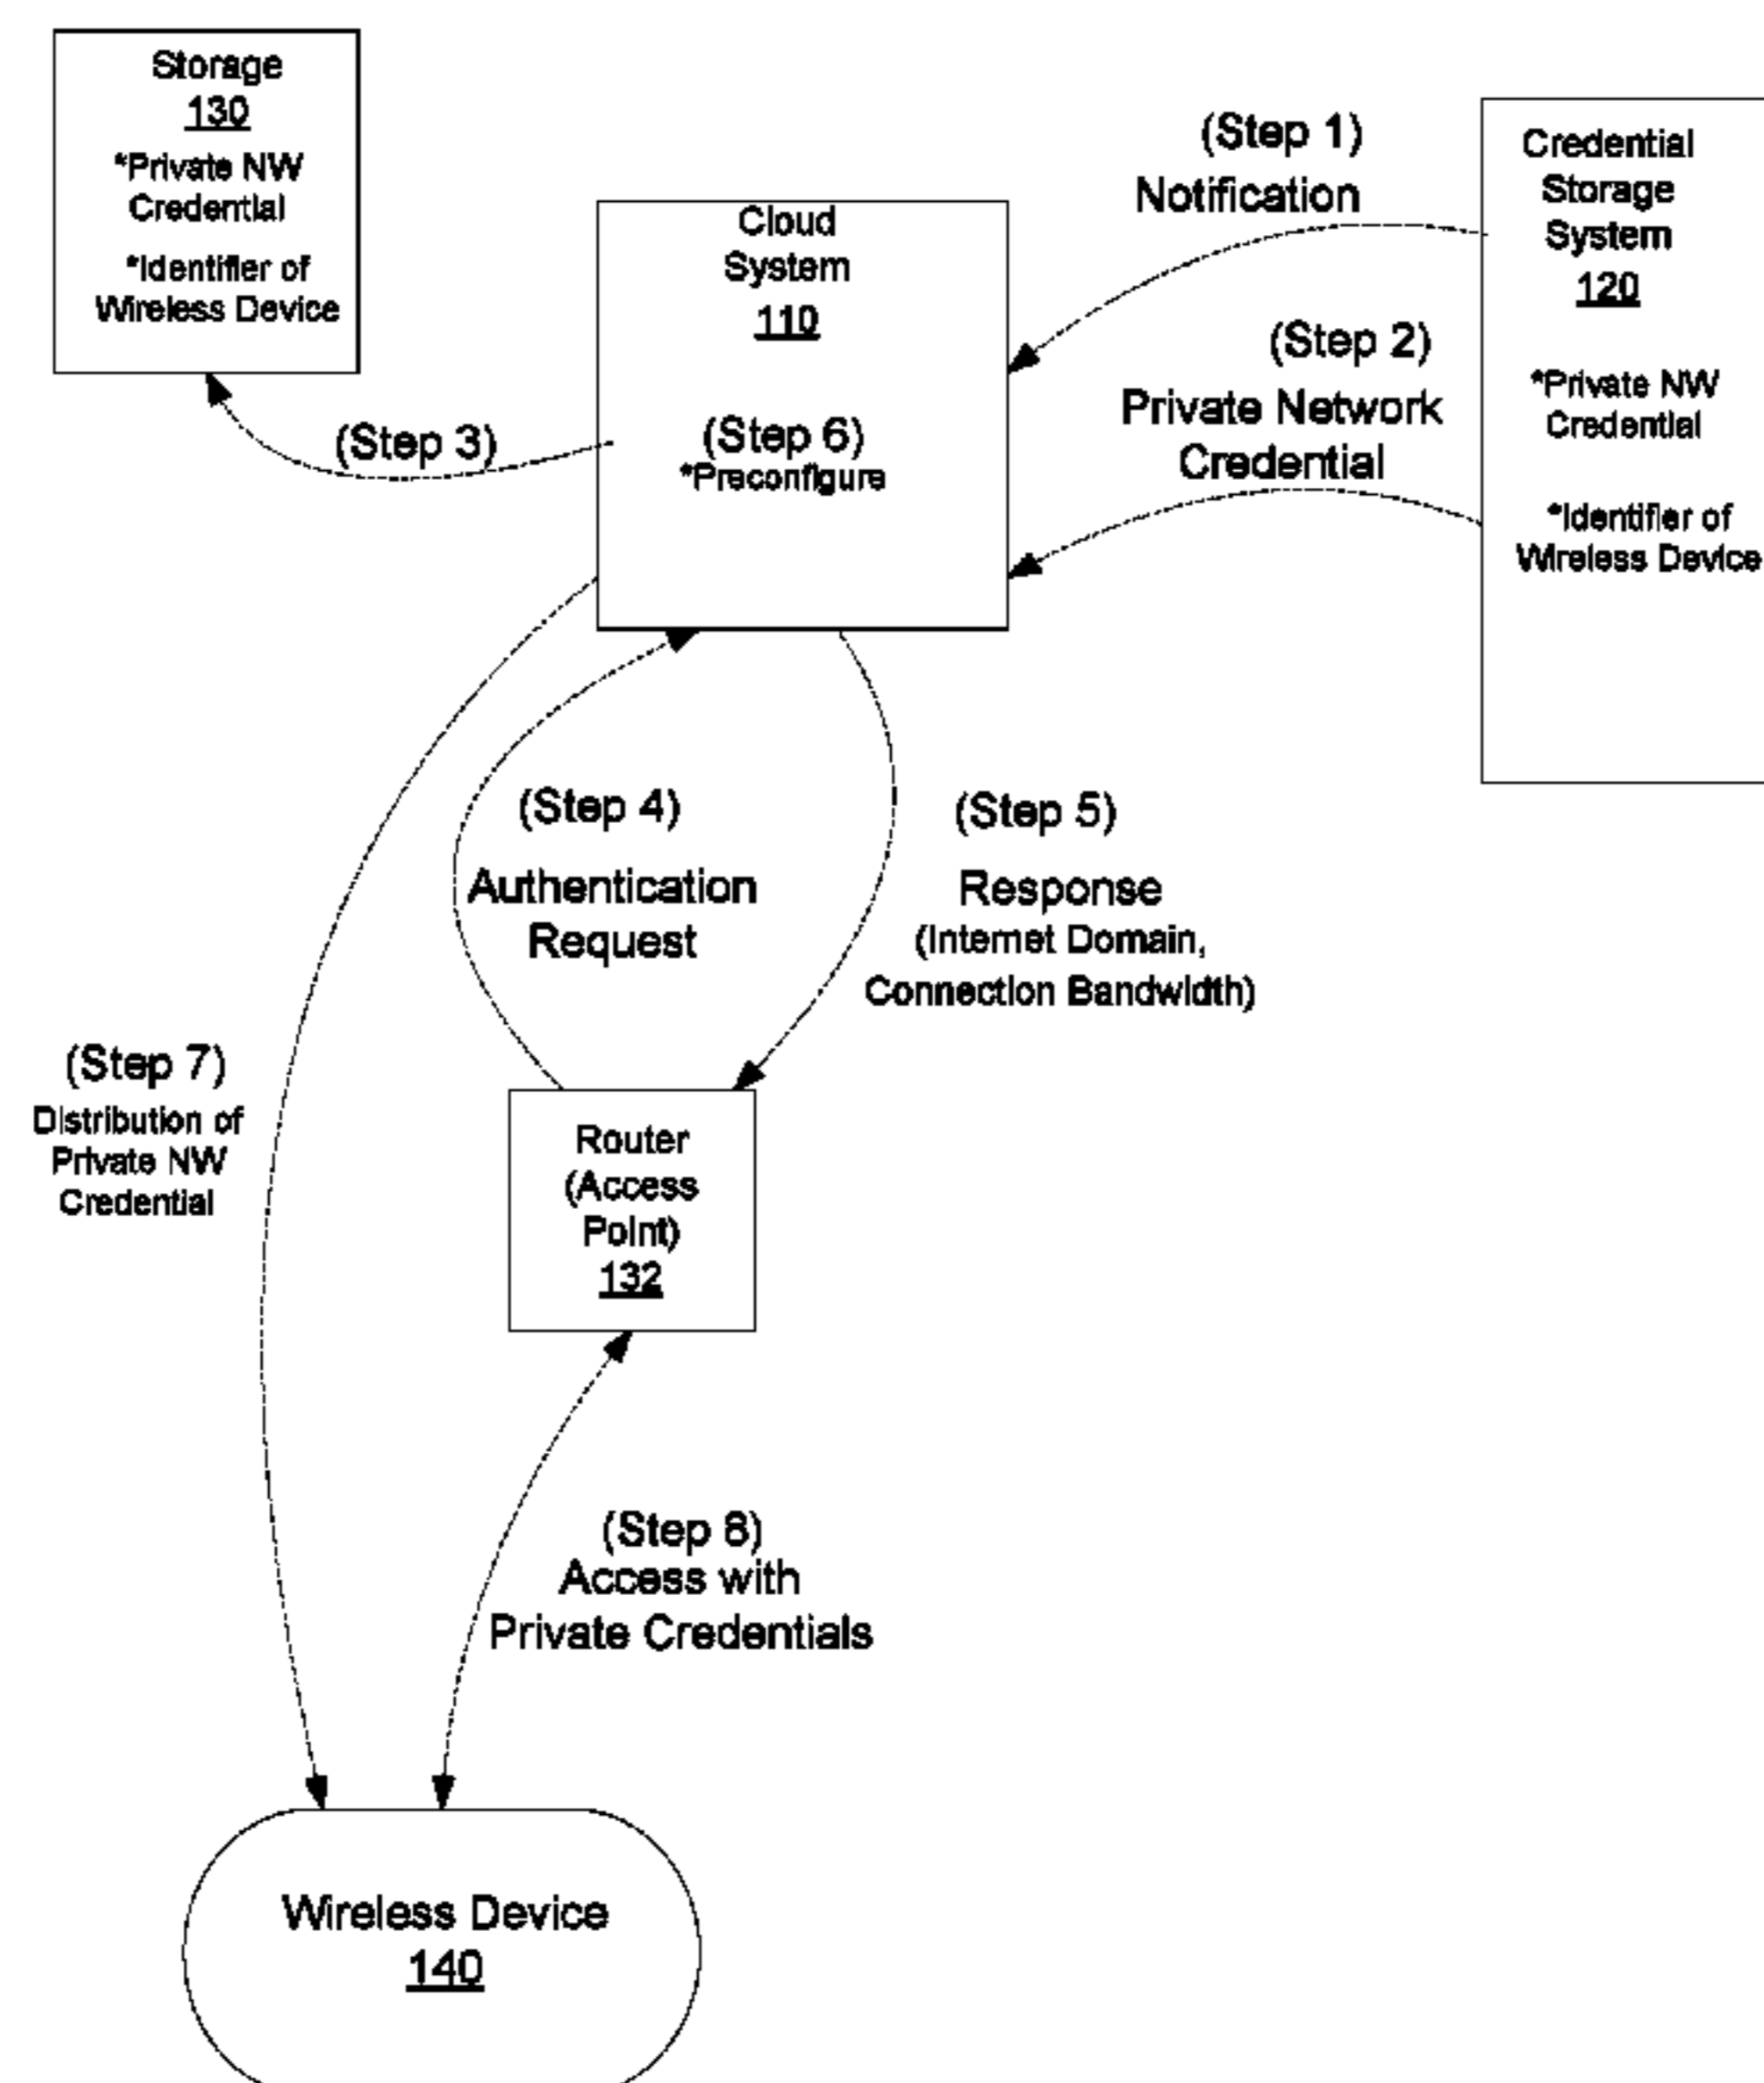 Storage
130
*Private NW
Credential
*Identifier of
Wireless Device
(Step 1)
Notification
Credential
Storage
System
120
*Private NW
Credential
*Identifier of
Wireless Device
Cloud
System
110
(Step 6)
*Preconfigure
(Step 2)
Private Network
Credential
(Step 3)
(Step 4)
Authentication
Request
(Step 5)
Response
(Internet Domain,
Connection Bandwidth)
(Step 7)
Distribution of
Private NW
Credential
Router
(Access
Point)
132
(Step 8)
Access with
Private Credentials
Wireless Device
140